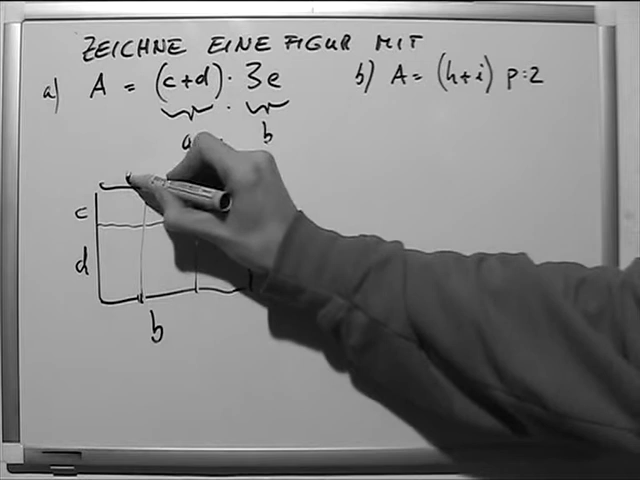 ZEICHNE EINE FIGUR MIT
a) A = (c+d) · 3e
b) A = (h+i) p:2
a · b
c
d
b